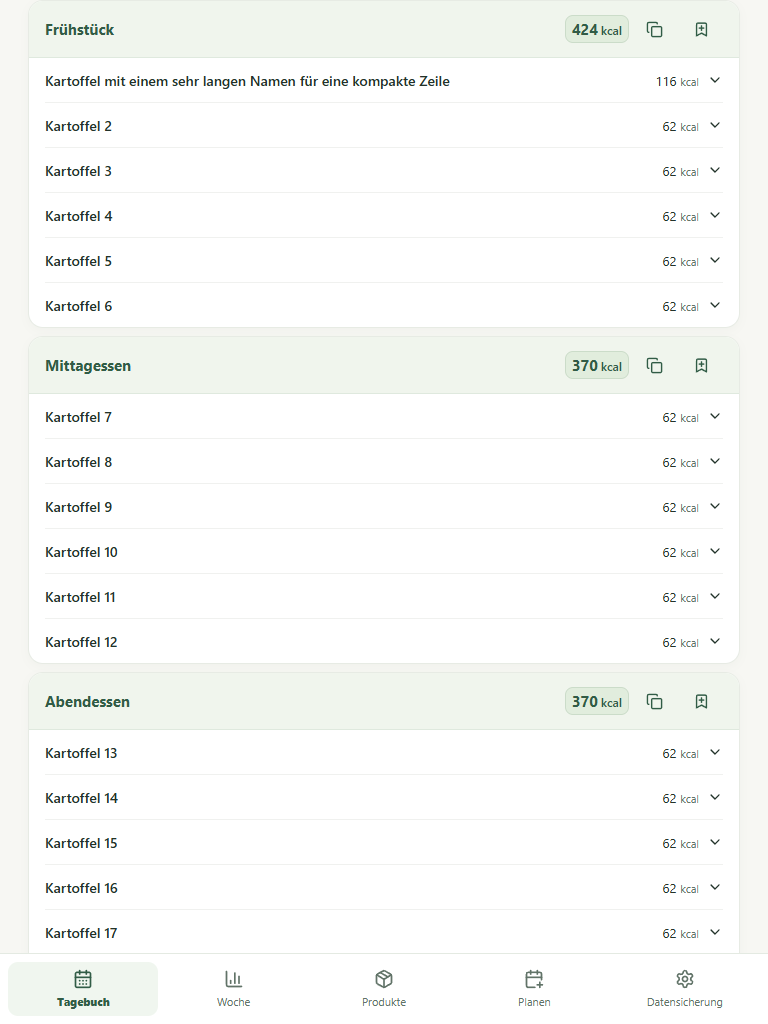 Frühstück 424 kcal
Kartoffel mit einem sehr langen Namen für eine kompakte Zeile 116 kcal
Kartoffel 2 62 kcal
Kartoffel 3 62 kcal
Kartoffel 4 62 kcal
Kartoffel 5 62 kcal
Kartoffel 6 62 kcal
Mittagessen 370 kcal
Kartoffel 7 62 kcal
Kartoffel 8 62 kcal
Kartoffel 9 62 kcal
Kartoffel 10 62 kcal
Kartoffel 11 62 kcal
Kartoffel 12 62 kcal
Abendessen 370 kcal
Kartoffel 13 62 kcal
Kartoffel 14 62 kcal
Kartoffel 15 62 kcal
Kartoffel 16 62 kcal
Kartoffel 17 62 kcal
Tagebuch Woche Produkte Planen Datensicherung